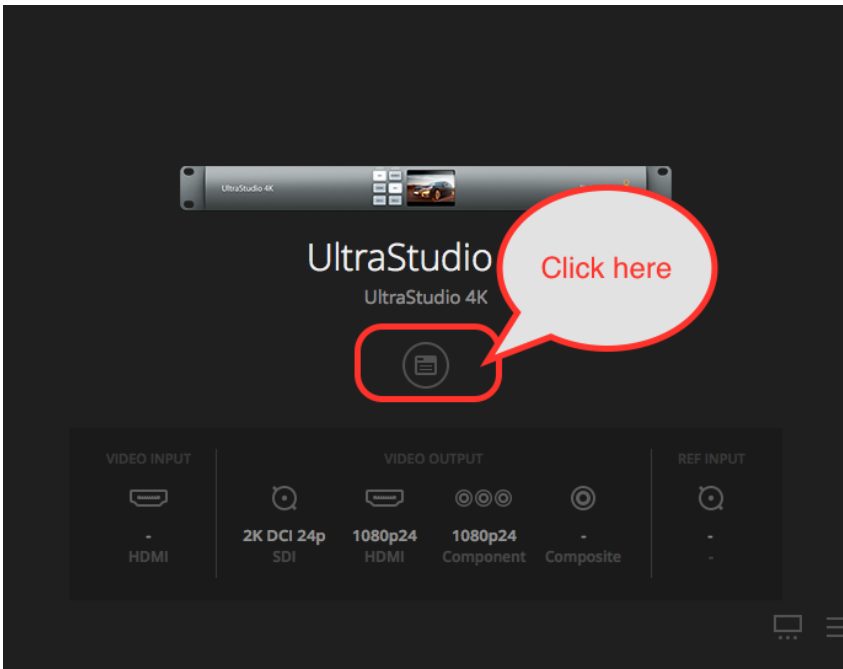 UltraStudio 4K
UltraStudio
Click here
UltraStudio 4K
VIDEO INPUT
VIDEO OUTPUT
REF INPUT
- 2K DCI 24p 1080p24 1080p24 - -
HDMI SDI HDMI Component Composite -